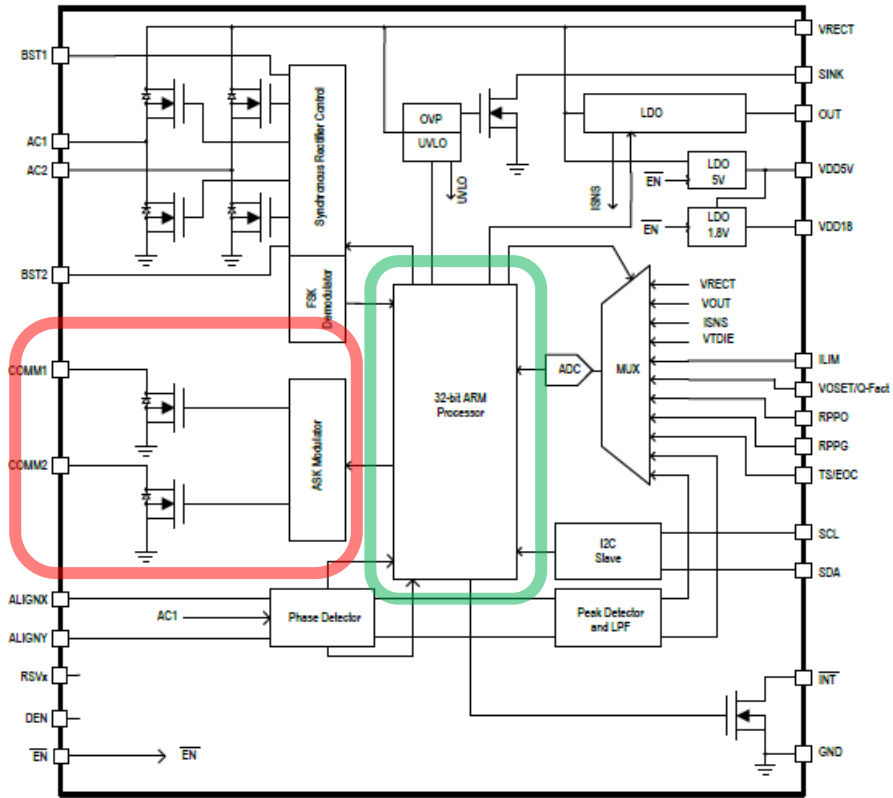 BST1
AC1
AC2
BST2
COMM1
COMM2
ALIGNX
ALIGNY
RSVx
DEN
EN
EN
Synchronous Rectifier Control
FSK
Demodulator
ASK Modulator
AC1
Phase Detector
OVP
UVLO
UVLO
32-bit ARM
Processor
LDO
ISNS
EN
LDO
5V
EN
LDO
1.8V
VRECT
VOUT
ISNS
VTDIE
ADC
MUX
I2C
Slave
Peak Detector
and LPF
VRECT
SINK
OUT
VDD5V
VDD18
ILIM
VOSET/Q-Fact
RPPO
RPPG
TS/EOC
SCL
SDA
INT
GND